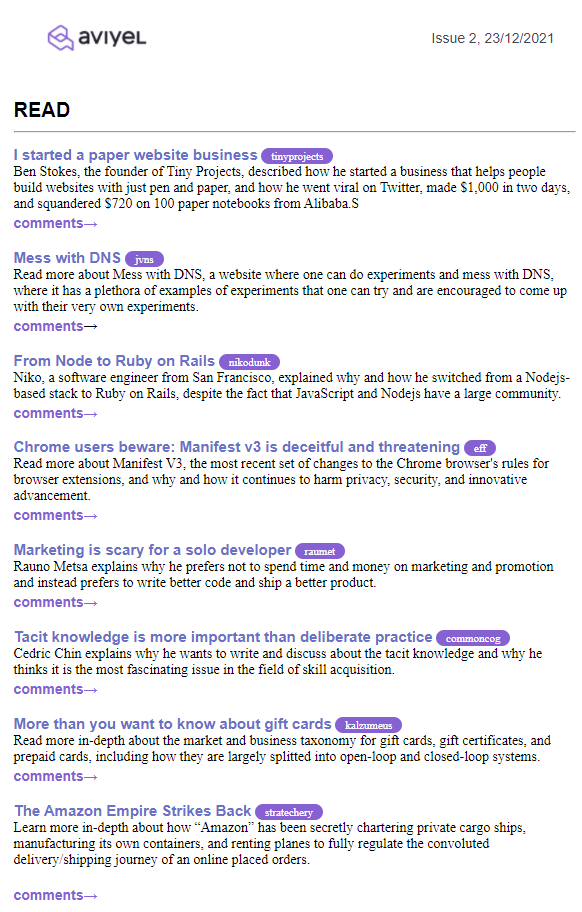 aviyel
Issue 2, 23/12/2021
READ
I started a paper website business tinyprojects
Ben Stokes, the founder of Tiny Projects, described how he started a business that helps people
build websites with just pen and paper, and how he went viral on Twitter, made $1,000 in two days,
and squandered $720 on 100 paper notebooks from Alibaba.S
comments→
Mess with DNS jvns
Read more about Mess with DNS, a website where one can do experiments and mess with DNS,
where it has a plethora of examples of experiments that one can try and are encouraged to come up
with their very own experiments.
comments→
From Node to Ruby on Rails nikodunk
Niko, a software engineer from San Francisco, explained why and how he switched from a Nodejs-
based stack to Ruby on Rails, despite the fact that JavaScript and Nodejs have a large community.
comments→
Chrome users beware: Manifest v3 is deceitful and threatening eff
Read more about Manifest V3, the most recent set of changes to the Chrome browser's rules for
browser extensions, and why and how it continues to harm privacy, security, and innovative
advancement.
comments→
Marketing is scary for a solo developer raumet
Rauno Metsa explains why he prefers not to spend time and money on marketing and promotion
and instead prefers to write better code and ship a better product.
comments→
Tacit knowledge is more important than deliberate practice commoncog
Cedric Chin explains why he wants to write and discuss about the tacit knowledge and why he
thinks it is the most fascinating issue in the field of skill acquisition.
comments→
More than you want to know about gift cards kalzumeus
Read more in-depth about the market and business taxonomy for gift cards, gift certificates, and
prepaid cards, including how they are largely splitted into open-loop and closed-loop systems.
comments→
The Amazon Empire Strikes Back stratechery
Learn more in-depth about how “Amazon” has been secretly chartering private cargo ships,
manufacturing its own containers, and renting planes to fully regulate the convoluted
delivery/shipping journey of an online placed orders.
comments→